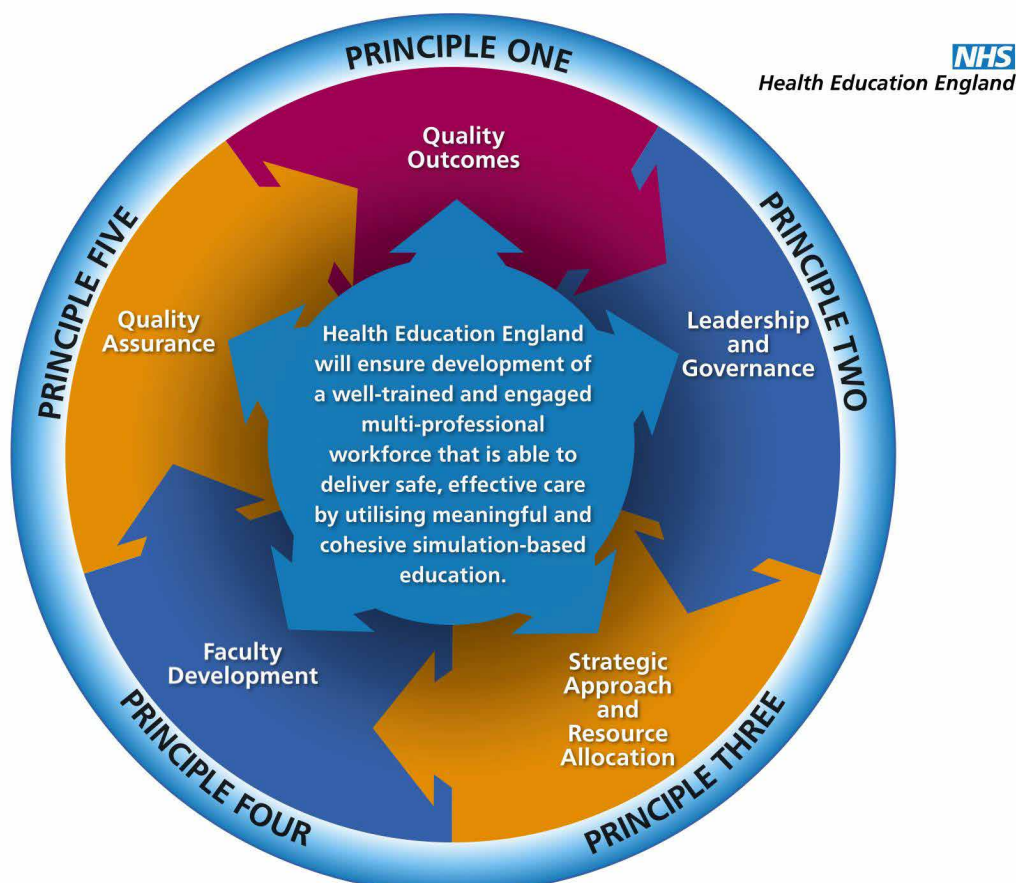 PRINCIPLE ONE
NHS
Health Education England
Quality
Outcomes
PRINCIPLE TWO
Leadership
and
Governance
PRINCIPLE THREE
Strategic
Approach
and
Resource
Allocation
PRINCIPLE FOUR
Faculty
Development
PRINCIPLE FIVE
Quality
Assurance
Health Education England
will ensure development of
a well-trained and engaged
multi-professional
workforce that is able to
deliver safe, effective care
by utilising meaningful and
cohesive simulation-based
education.